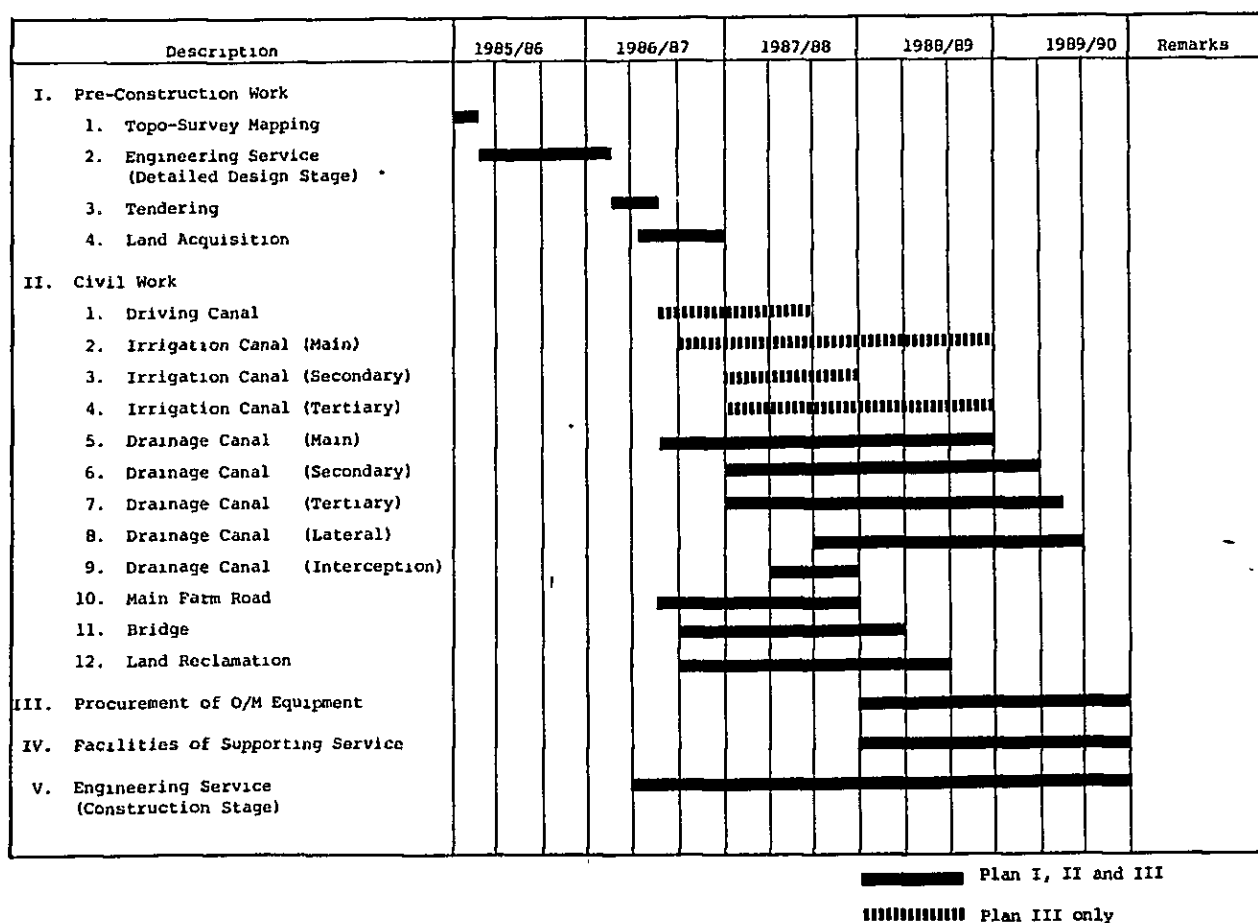 Description 1985/86 1986/87 1987/88 1988/89 1989/90 Remarks
I. Pre-Construction Work
1. Topo-Survey Mapping
2. Engineering Service
(Detailed Design Stage)
3. Tendering
4. Land Acquisition
II. Civil Work
1. Driving Canal
2. Irrigation Canal (Main)
3. Irrigation Canal (Secondary)
4. Irrigation Canal (Tertiary)
5. Drainage Canal (Main)
6. Drainage Canal (Secondary)
7. Drainage Canal (Tertiary)
8. Drainage Canal (Lateral)
9. Drainage Canal (Interception)
10. Main Farm Road
11. Bridge
12. Land Reclamation
III. Procurement of O/M Equipment
IV. Facilities of Supporting Service
V. Engineering Service
(Construction Stage)
Plan I, II and III
Plan III only